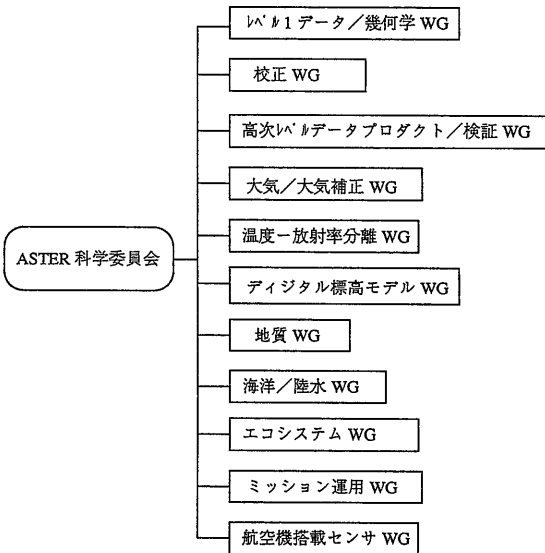 レベル1データ／幾何学 WG
校正 WG
高次レベルデータプロダクト／検証 WG
大気／大気補正 WG
温度ー放射率分離 WG
ASTER 科学委員会
ディジタル標高モデル WG
地質 WG
海洋／陸水 WG
エコシステム WG
ミッション運用 WG
航空機搭載センサ WG